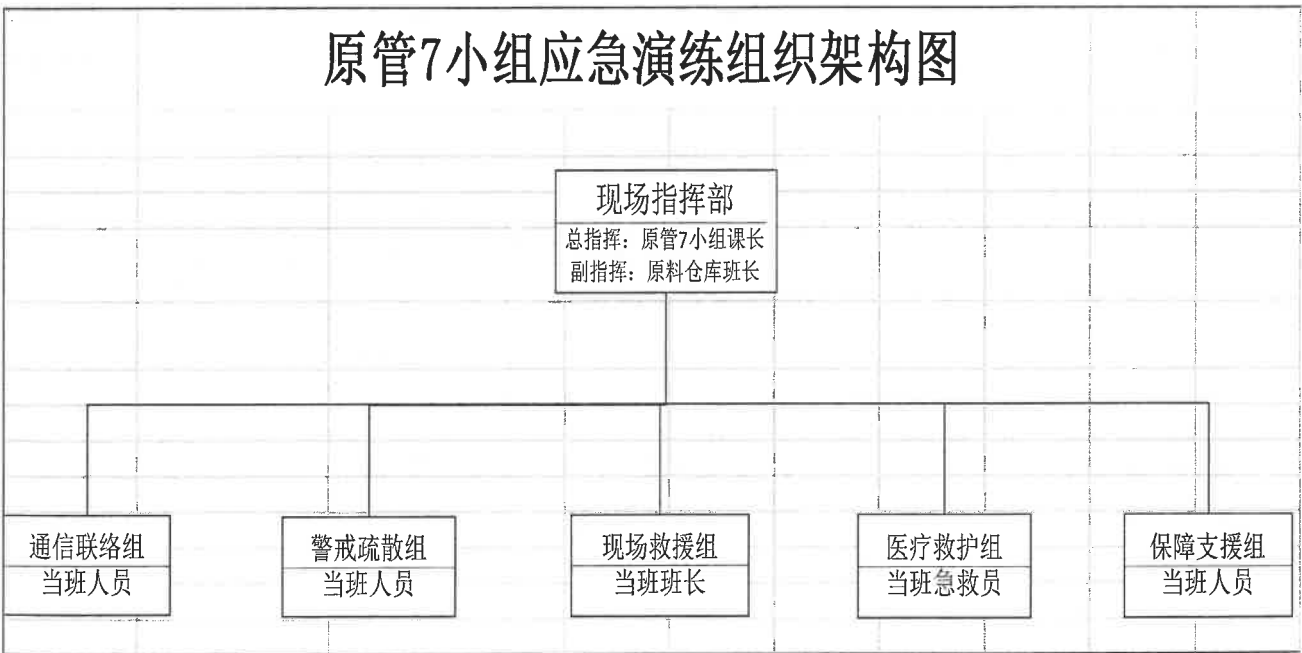 原管7小组应急演练组织架构图
现场指挥部
总指挥：原管7小组课长
副指挥：原料仓库班长
通信联络组
当班人员
警戒疏散组
当班人员
现场救援组
当班班长
医疗救护组
当班急救员
保障支援组
当班人员